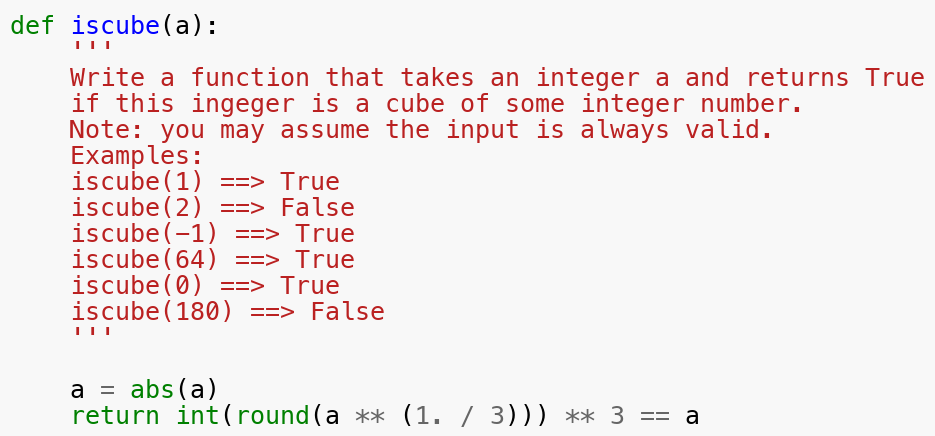 def iscube(a):
    '''
    Write a function that takes an integer a and returns True
    if this ingeger is a cube of some integer number.
    Note: you may assume the input is always valid.
    Examples:
    iscube(1) ==> True
    iscube(2) ==> False
    iscube(-1) ==> True
    iscube(64) ==> True
    iscube(0) ==> True
    iscube(180) ==> False
    '''

    a = abs(a)
    return int(round(a ** (1. / 3))) ** 3 == a